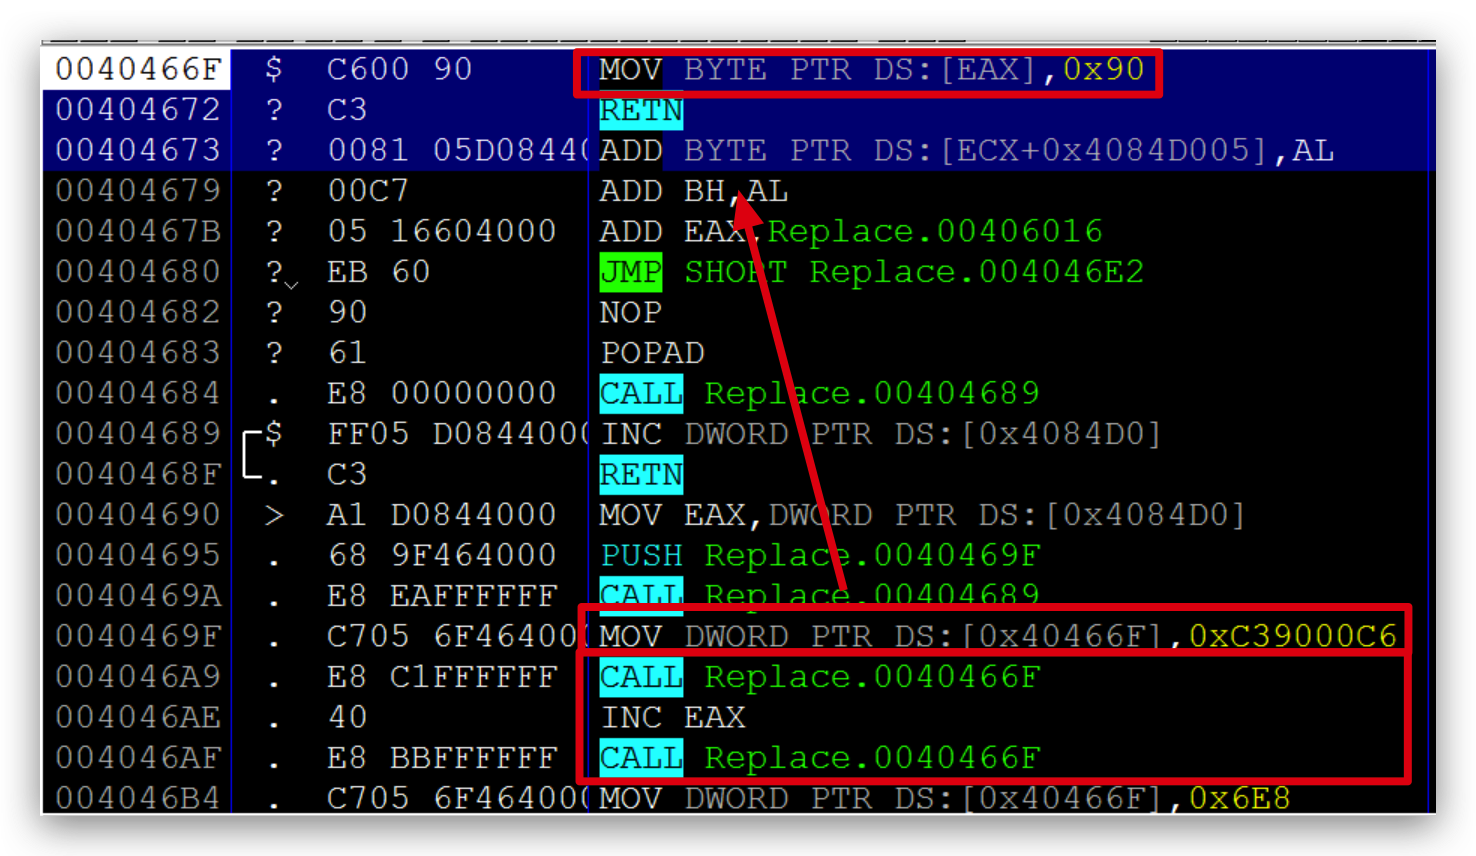 0040466F $ C600 90 MOV BYTE PTR DS:[EAX],0x90
00404672 ? C3 RETN
00404673 ? 0081 05D08440 ADD BYTE PTR DS:[ECX+0x4084D005],AL
00404679 ? 00C7 ADD BH,AL
0040467B ? 05 16604000 ADD EAX,Replace.00406016
00404680 ? EB 60 JMP SHORT Replace.004046E2
00404682 ? 90 NOP
00404683 ? 61 POPAD
00404684 . E8 00000000 CALL Replace.00404689
00404689 $ FF05 D0844000 INC DWORD PTR DS:[0x4084D0]
0040468F . C3 RETN
00404690 > A1 D0844000 MOV EAX,DWORD PTR DS:[0x4084D0]
00404695 . 68 9F464000 PUSH Replace.0040469F
0040469A . E8 EAFFFFFF CALL Replace.00404689
0040469F . C705 6F464000 MOV DWORD PTR DS:[0x40466F],0xC39000C6
004046A9 . E8 C1FFFFFF CALL Replace.0040466F
004046AE . 40 INC EAX
004046AF . E8 BBFFFFFF CALL Replace.0040466F
004046B4 . C705 6F464000 MOV DWORD PTR DS:[0x40466F],0x6E8